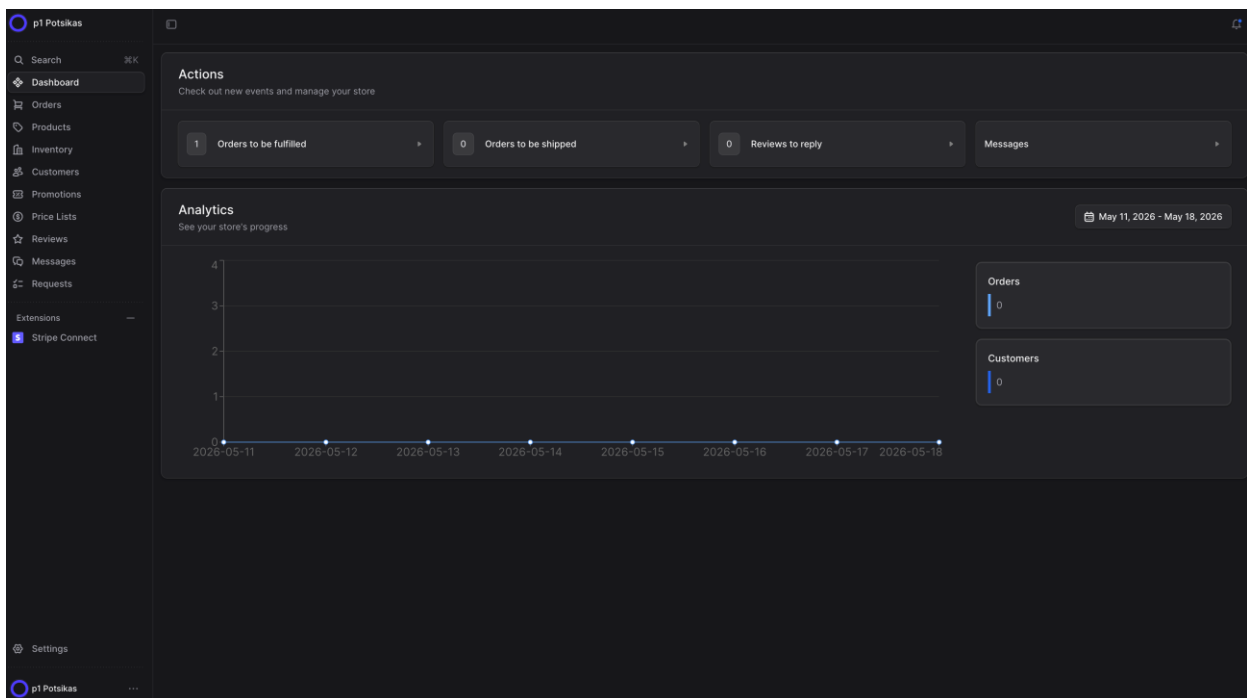 p1 Potsikas
Search ⌘K
Dashboard
Orders
Products
Inventory
Customers
Promotions
Price Lists
Reviews
Messages
Requests
Extensions
S Stripe Connect
Settings
p1 Potsikas ...
Actions
Check out new events and manage your store
1 Orders to be fulfilled
0 Orders to be shipped
0 Reviews to reply
Messages
Analytics
See your store's progress
May 11, 2026 - May 18, 2026
4
3
2
1
0
2026-05-11 2026-05-12 2026-05-13 2026-05-14 2026-05-15 2026-05-16 2026-05-17 2026-05-18
Orders
0
Customers
0